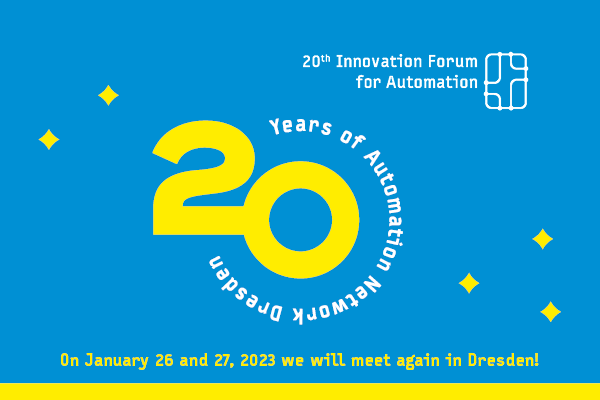 20th Innovation Forum
for Automation
20
Years of Automation Network Dresden
On January 26 and 27, 2023 we will meet again in Dresden!